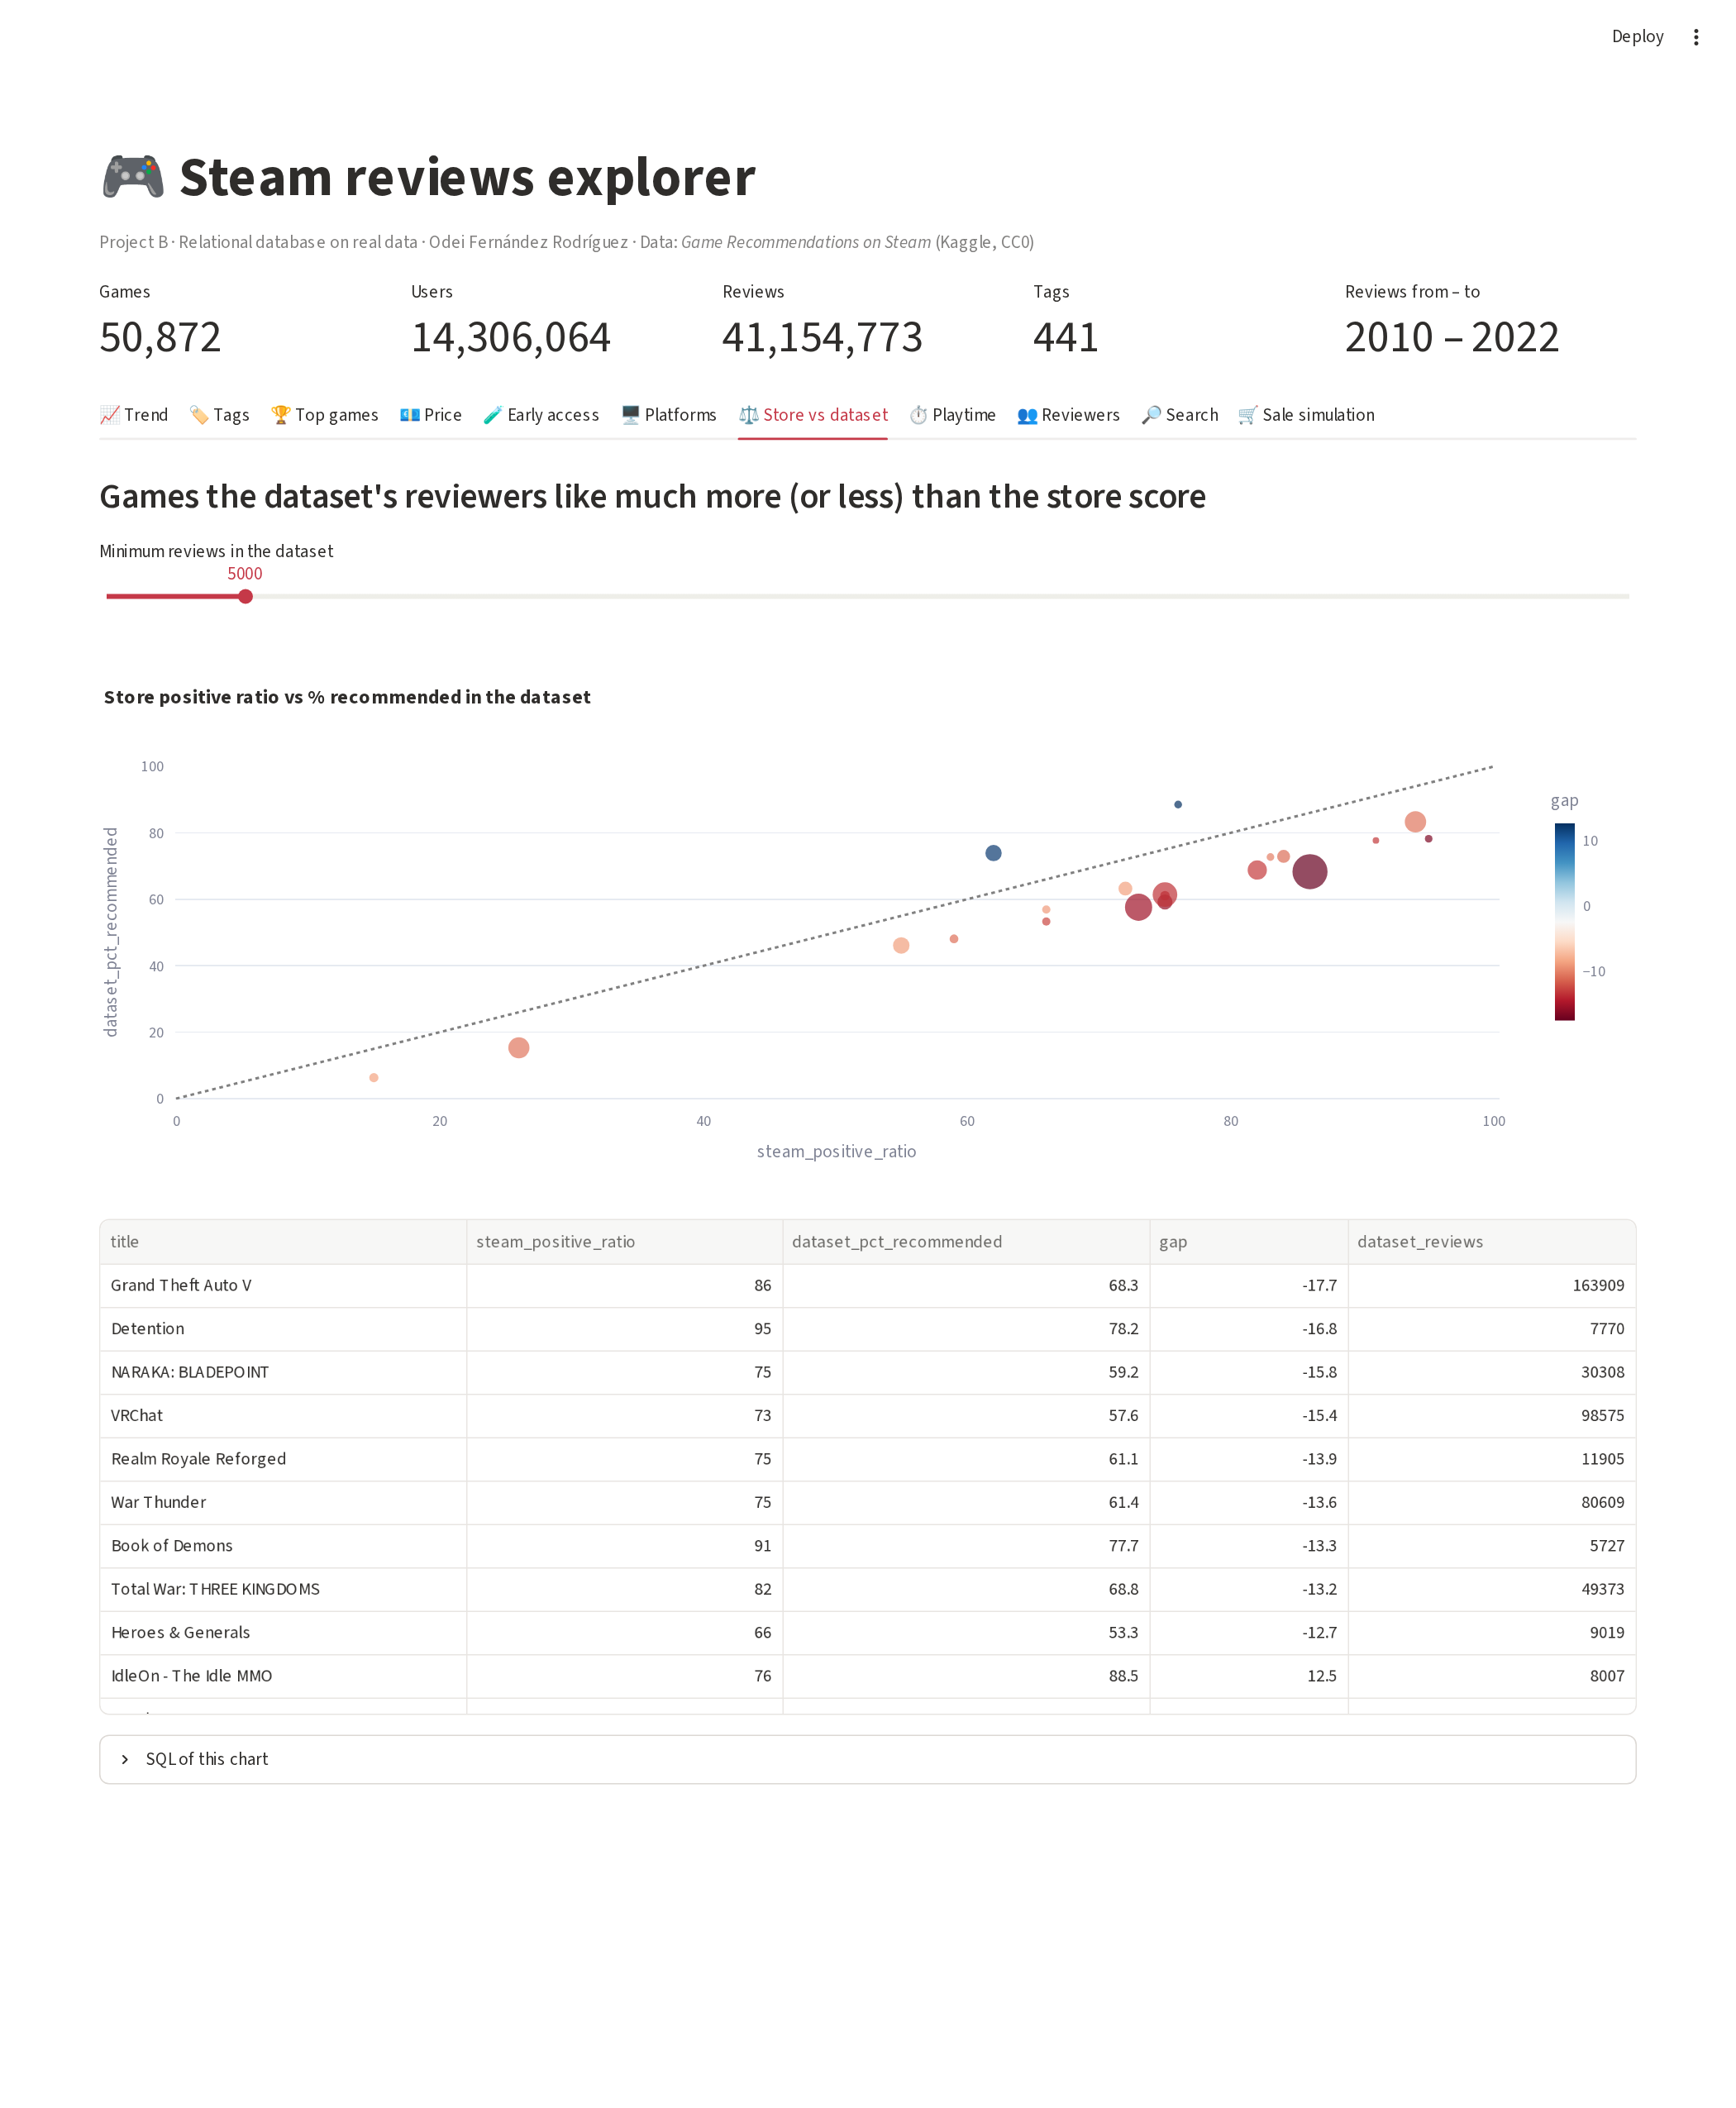 Deploy
Steam reviews explorer
Project B · Relational database on real data · Odei Fernández Rodríguez · Data: Game Recommendations on Steam (Kaggle, CC0)
Games Users Reviews Tags Reviews from – to
50,872 14,306,064 41,154,773 441 2010 – 2022
Trend Tags Top games Price Early access Platforms Store vs dataset Playtime Reviewers Search Sale simulation
Games the dataset's reviewers like much more (or less) than the store score
Minimum reviews in the dataset
5000
Store positive ratio vs % recommended in the dataset
100
80
60
40
20
0
dataset_pct_recommended
0 20 40 60 80 100
steam_positive_ratio
gap
10
0
−10
title steam_positive_ratio dataset_pct_recommended gap dataset_reviews
Grand Theft Auto V 86 68.3 -17.7 163909
Detention 95 78.2 -16.8 7770
NARAKA: BLADEPOINT 75 59.2 -15.8 30308
VRChat 73 57.6 -15.4 98575
Realm Royale Reforged 75 61.1 -13.9 11905
War Thunder 75 61.4 -13.6 80609
Book of Demons 91 77.7 -13.3 5727
Total War: THREE KINGDOMS 82 68.8 -13.2 49373
Heroes & Generals 66 53.3 -12.7 9019
IdleOn - The Idle MMO 76 88.5 12.5 8007
SQL of this chart